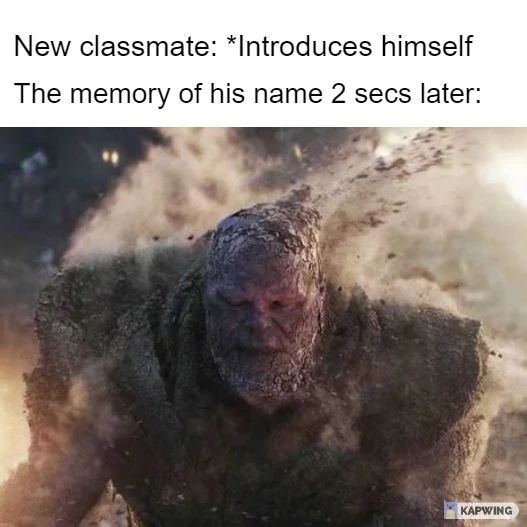 New classmate: *Introduces himself
The memory of his name 2 secs later:
KAPWING